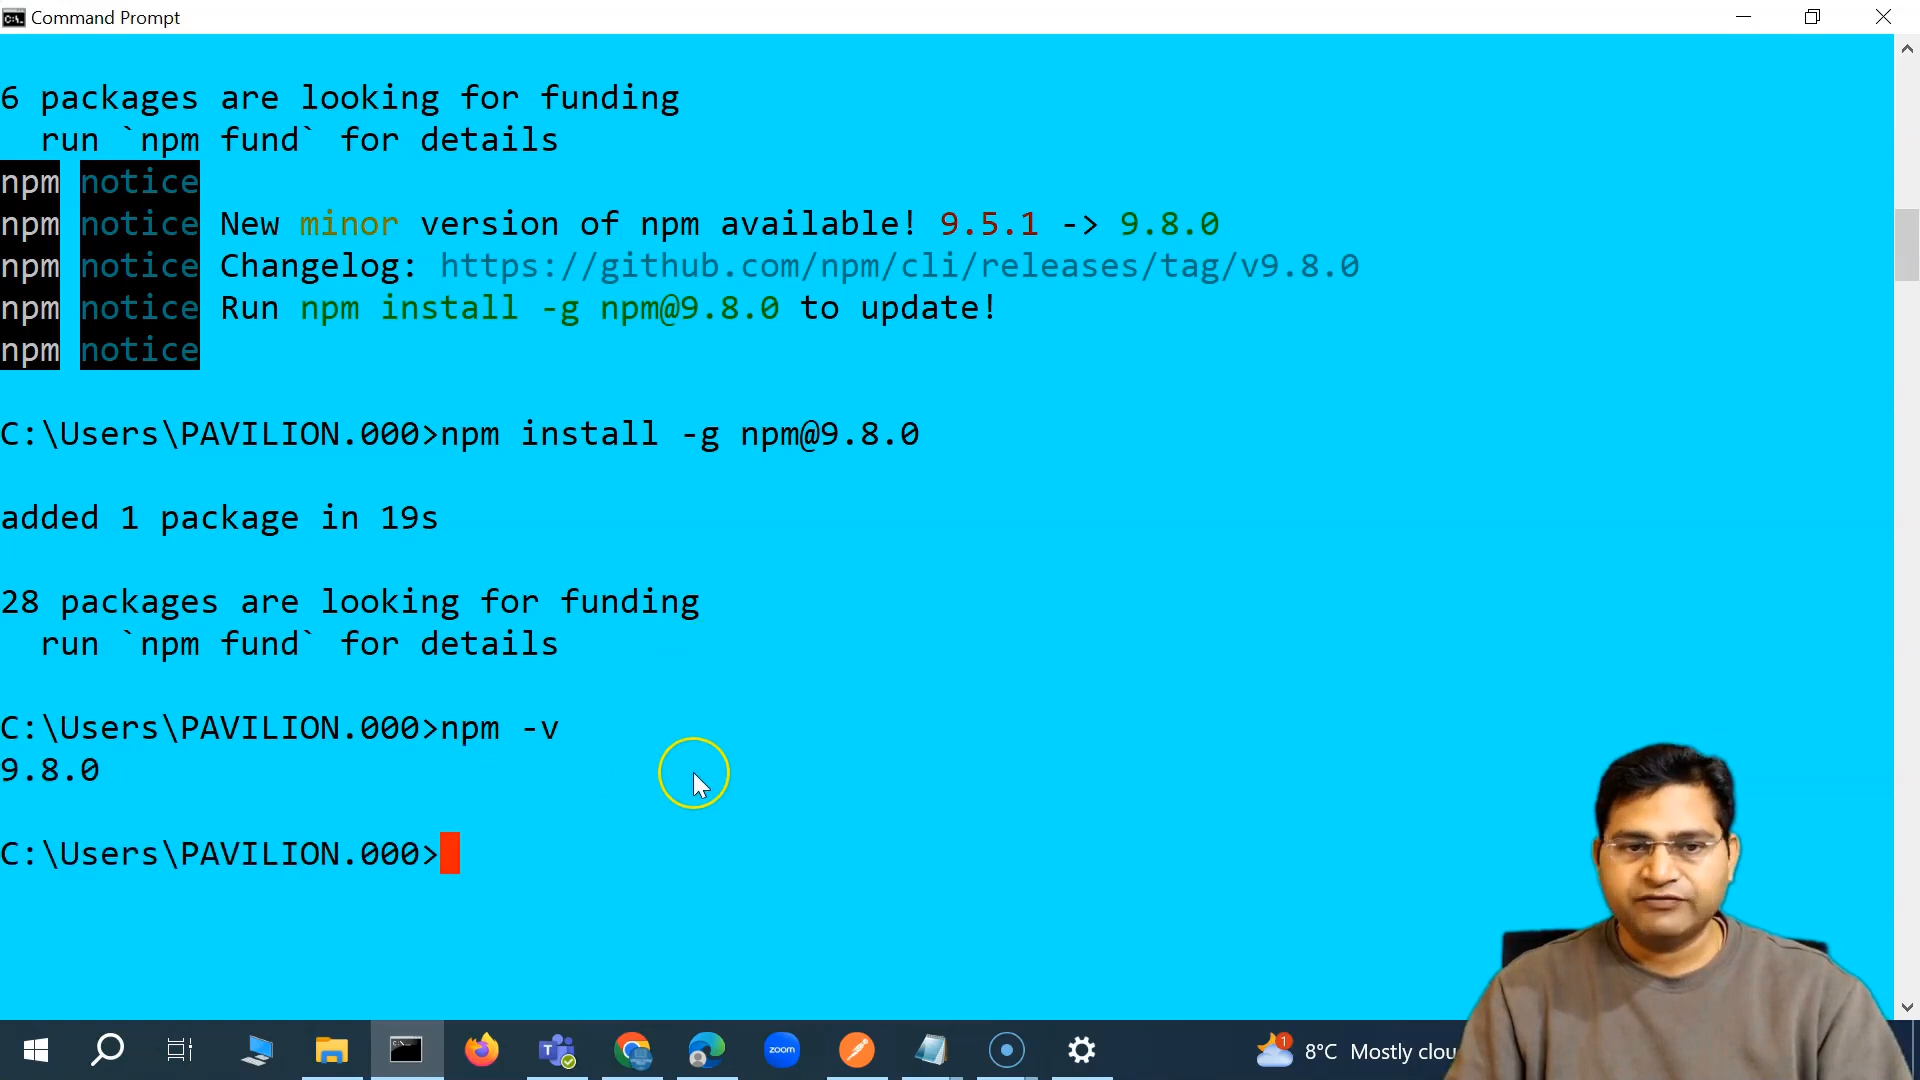 Command Prompt
6 packages are looking for funding
run `npm fund` for details
npm notice
npm notice New minor version of npm available! 9.5.1 -> 9.8.0
npm notice Changelog: https://github.com/npm/cli/releases/tag/v9.8.0
npm notice Run npm install -g npm@9.8.0 to update!
npm notice
C:\Users\PAVILION.000>npm install -g npm@9.8.0
added 1 package in 19s
28 packages are looking for funding
run `npm fund` for details
C:\Users\PAVILION.000>npm -v
9.8.0
C:\Users\PAVILION.000>
zoom
1
8°C Mostly clou